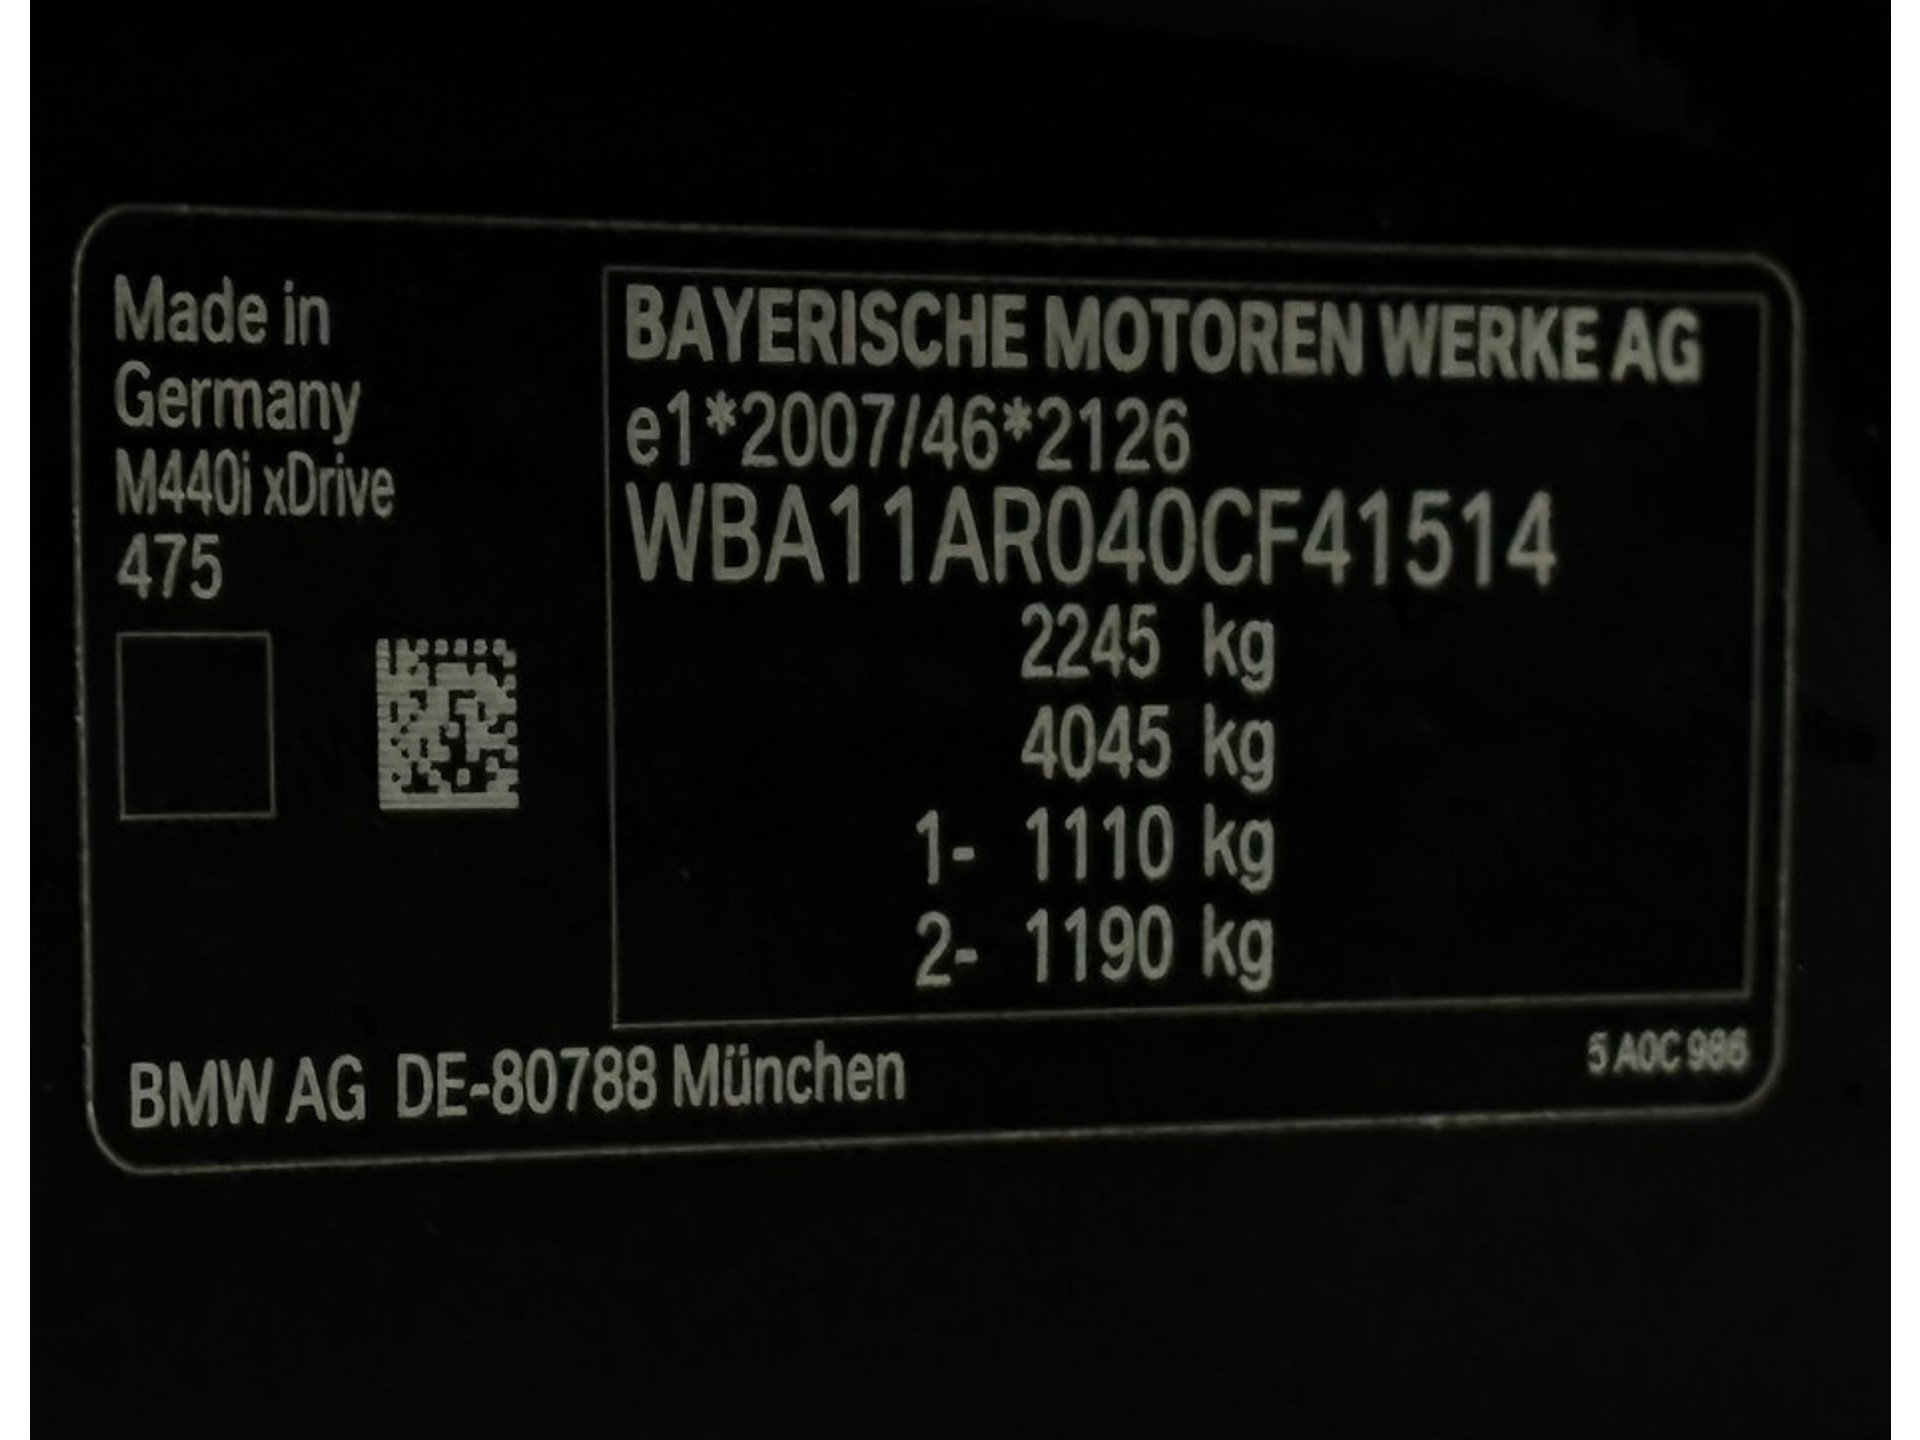 Made in
Germany
M440i xDrive
475
BAYERISCHE MOTOREN WERKE AG
e1*2007/46*2126
WBA11AR040CF41514
2245 kg
4045 kg
1- 1110 kg
2- 1190 kg
BMW AG DE-80788 München
5 A0C 986